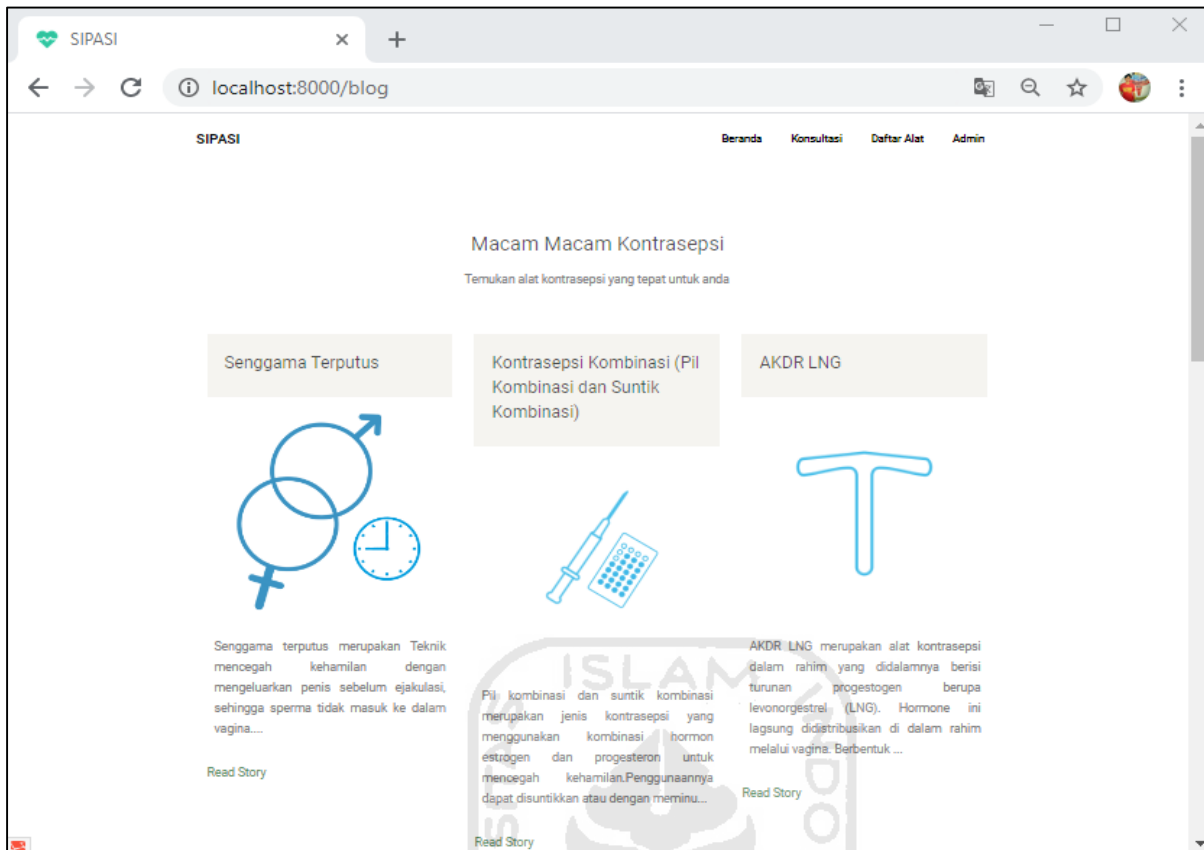 SIPASI
localhost:8000/blog
SIPASI
Beranda Konsultasi Daftar Alat Admin
Macam Macam Kontrasepsi
Temukan alat kontrasepsi yang tepat untuk anda
Senggama Terputus
Senggama terputus merupakan Teknik
mencegah kehamilan dengan
mengeluarkan penis sebelum ejakulasi,
sehingga sperma tidak masuk ke dalam
vagina....
Read Story
Kontrasepsi Kombinasi (Pil
Kombinasi dan Suntik
Kombinasi)
Pil kombinasi dan suntik kombinasi
merupakan jenis kontrasepsi yang
menggunakan kombinasi hormon
estrogen dan progesteron untuk
mencegah kehamilan.Penggunaannya
dapat disuntikkan atau dengan meminu...
Read Story
AKDR LNG
AKDR LNG merupakan alat kontrasepsi
dalam rahim yang didalamnya berisi
turunan progestogen berupa
levonorgestrel (LNG). Hormone ini
lagsung didistribusikan di dalam rahim
melalui vagina. Berbentuk ...
Read Story
ISLAM